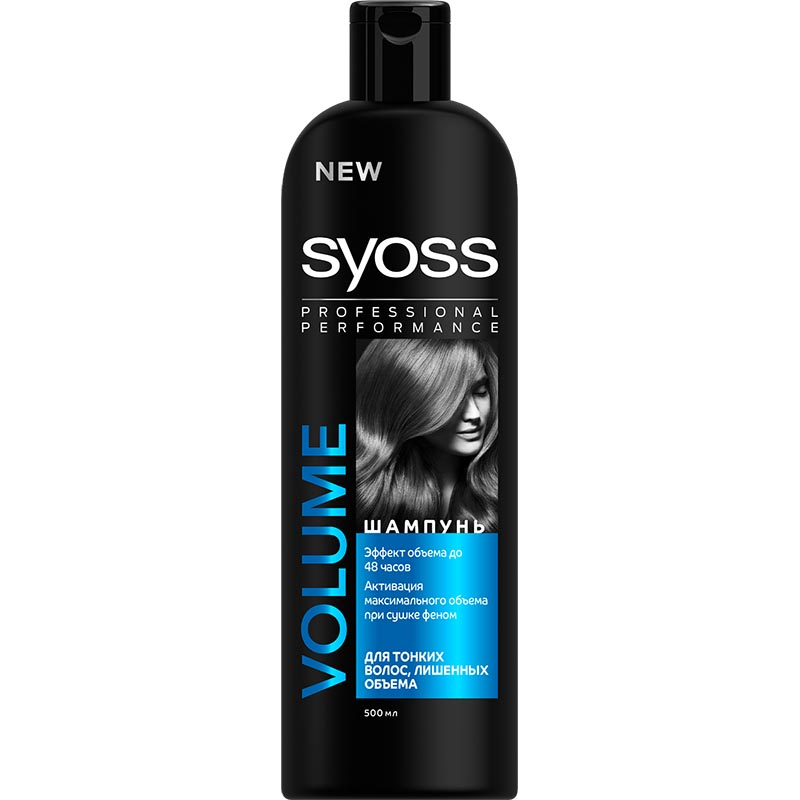 NEW
syoss
PROFESSIONAL
PERFORMANCE
VOLUME
ШАМПУНЬ
Эффект объема до
48 часов
Активация
максимального объема
при сушке феном
ДЛЯ ТОНКИХ
ВОЛОС, ЛИШЕННЫХ
ОБЪЕМА
500 мл